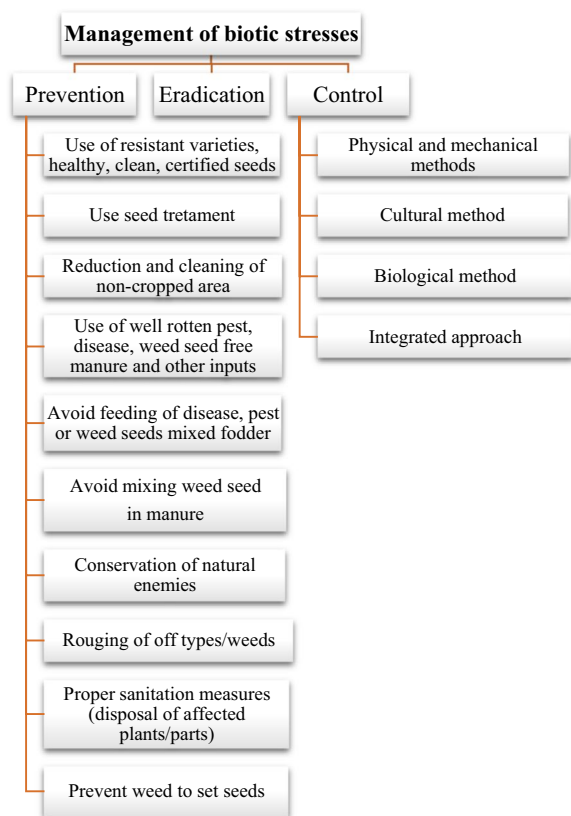 Management of biotic stresses
Prevention
Eradication
Control
Use of resistant varieties,
healthy, clean, certified seeds
Use seed tretament
Reduction and cleaning of
non-cropped area
Use of well rotten pest,
disease, weed seed free
manure and other inputs
Avoid feeding of disease, pest
or weed seeds mixed fodder
Avoid mixing weed seed
in manure
Conservation of natural
enemies
Rouging of off types/weeds
Proper sanitation measures
(disposal of affected
plants/parts)
Prevent weed to set seeds
Physical and mechanical
methods
Cultural method
Biological method
Integrated approach